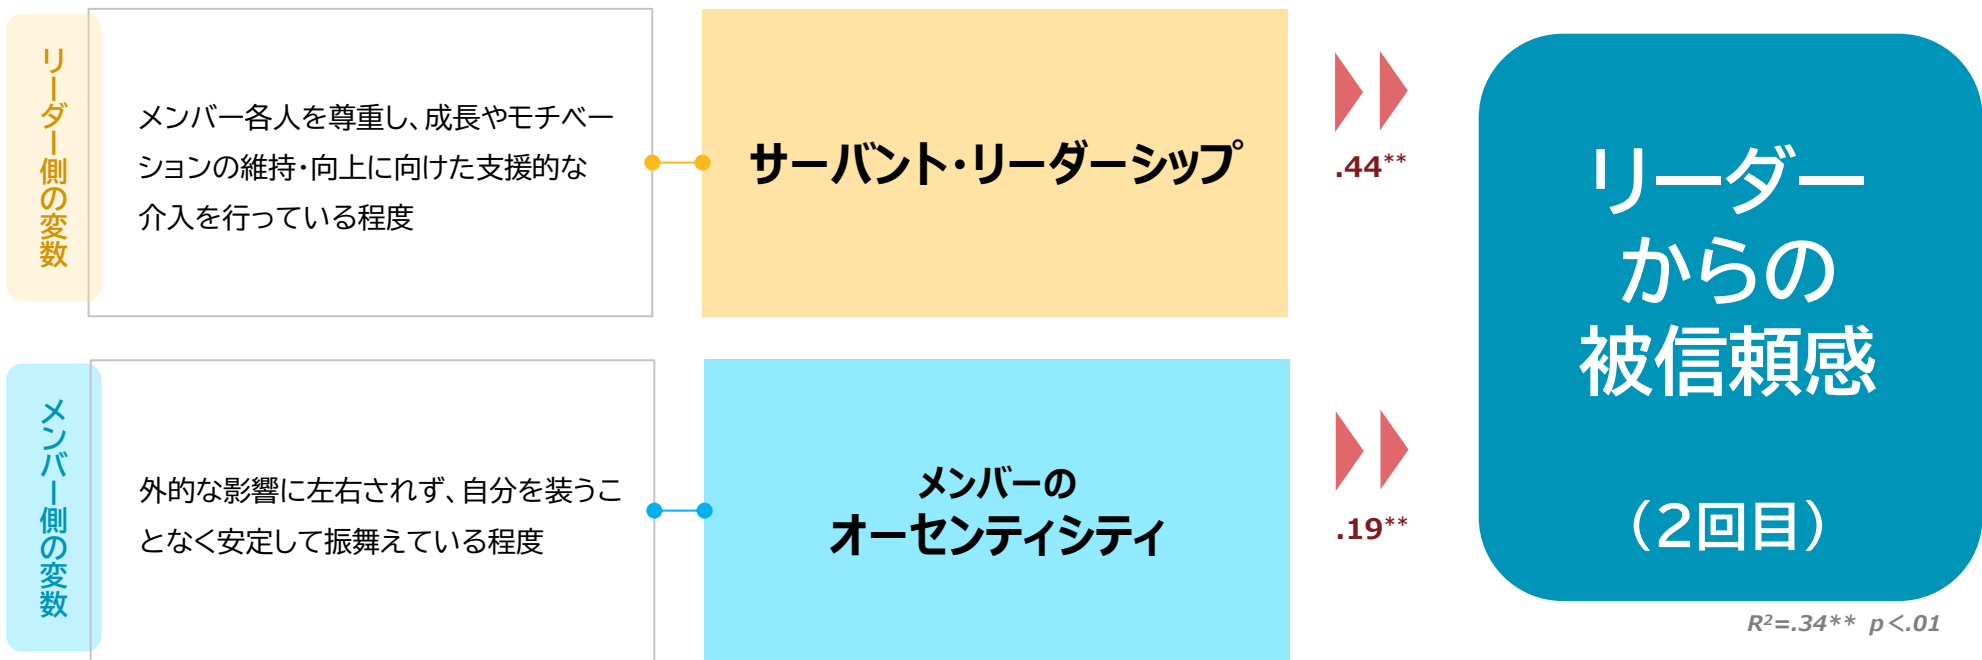 リーダー側の変数
メンバー各人を尊重し、成長やモチベー
ションの維持・向上に向けた支援的な
介入を行っている程度
サーバント・リーダーシップ
.44**
メンバー側の変数
外的な影響に左右されず、自分を装うこ
となく安定して振舞えている程度
メンバーの
オーセンティシティ
.19**
リーダー
からの
被信頼感
（2回目）
R²=.34** p＜.01